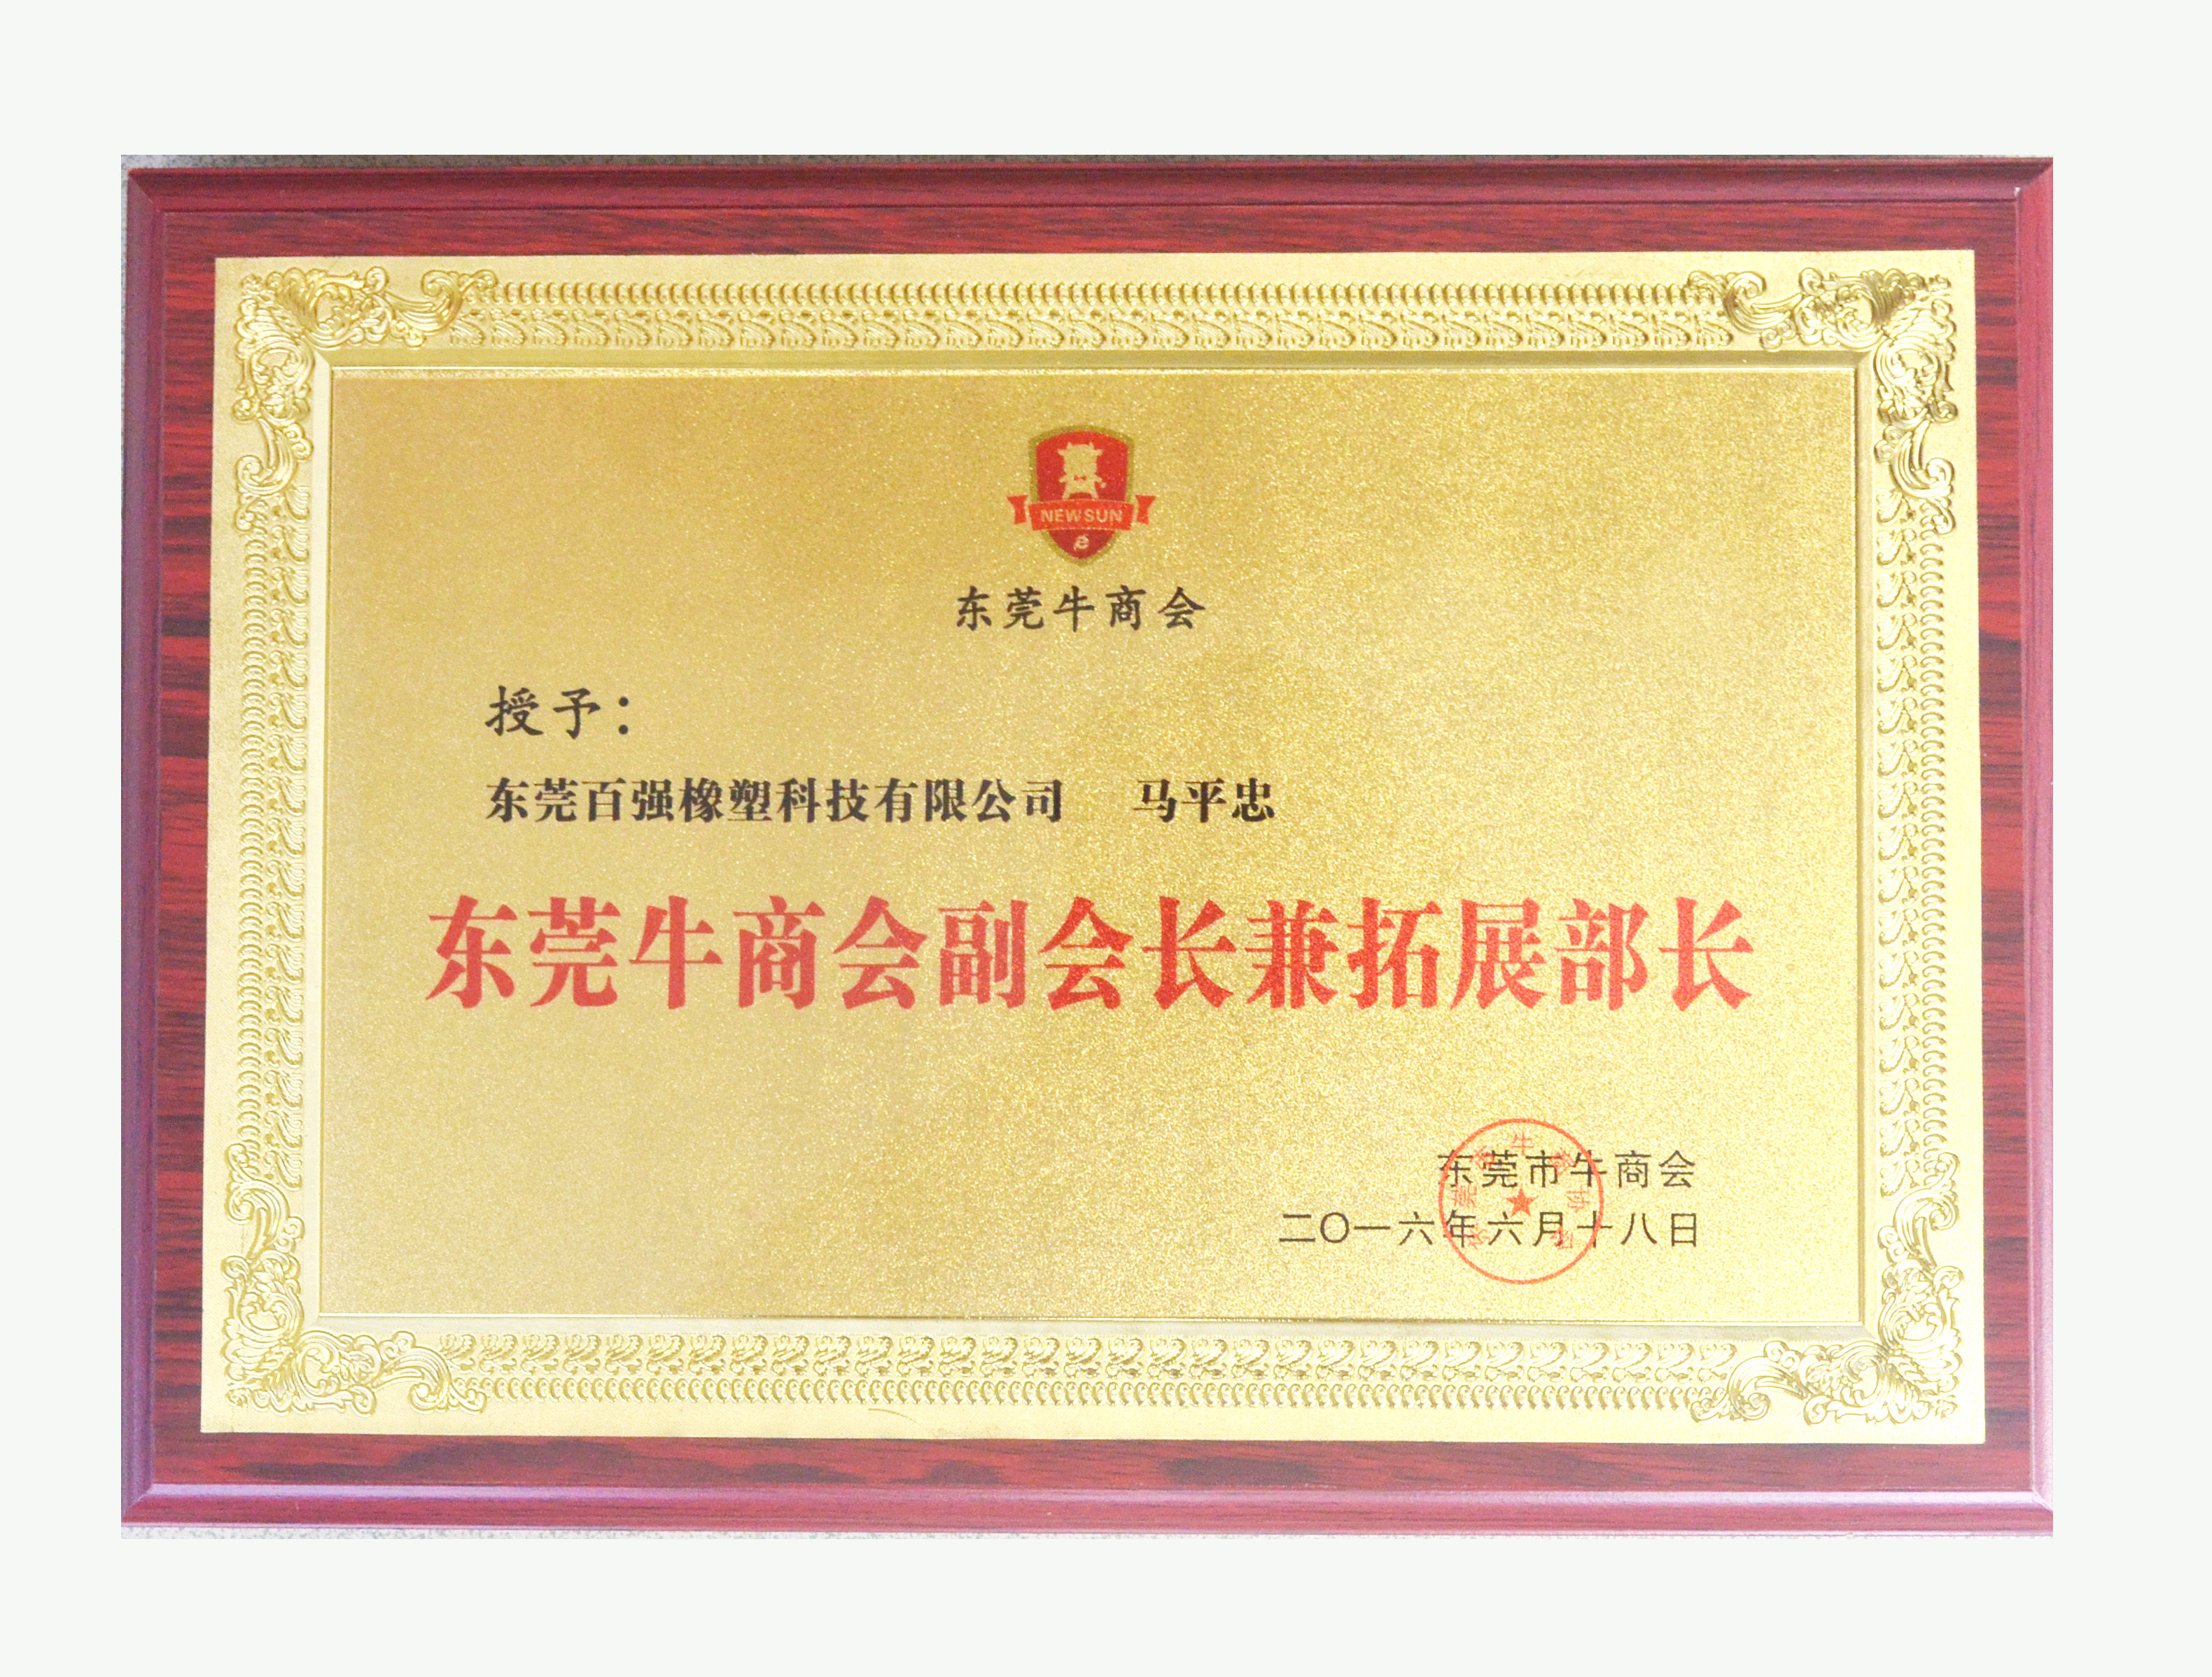 NEWSUN
东莞牛商会
授予：
东莞百强橡塑科技有限公司 马平忠
东莞牛商会副会长兼拓展部长
东莞市牛商会
二〇一六年六月十八日